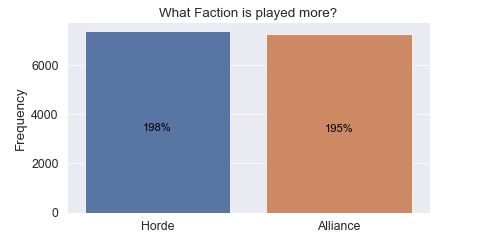 What Faction is played more?
Frequency
6000
4000
2000
0
198%
195%
Horde
Alliance